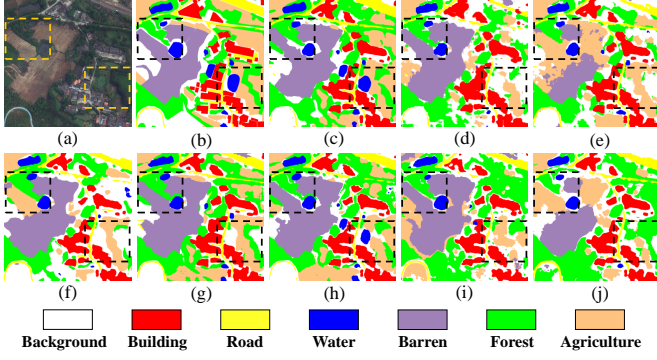 (a) (b) (c) (d) (e)
(f) (g) (h) (i) (j)
Background Building Road Water Barren Forest Agriculture